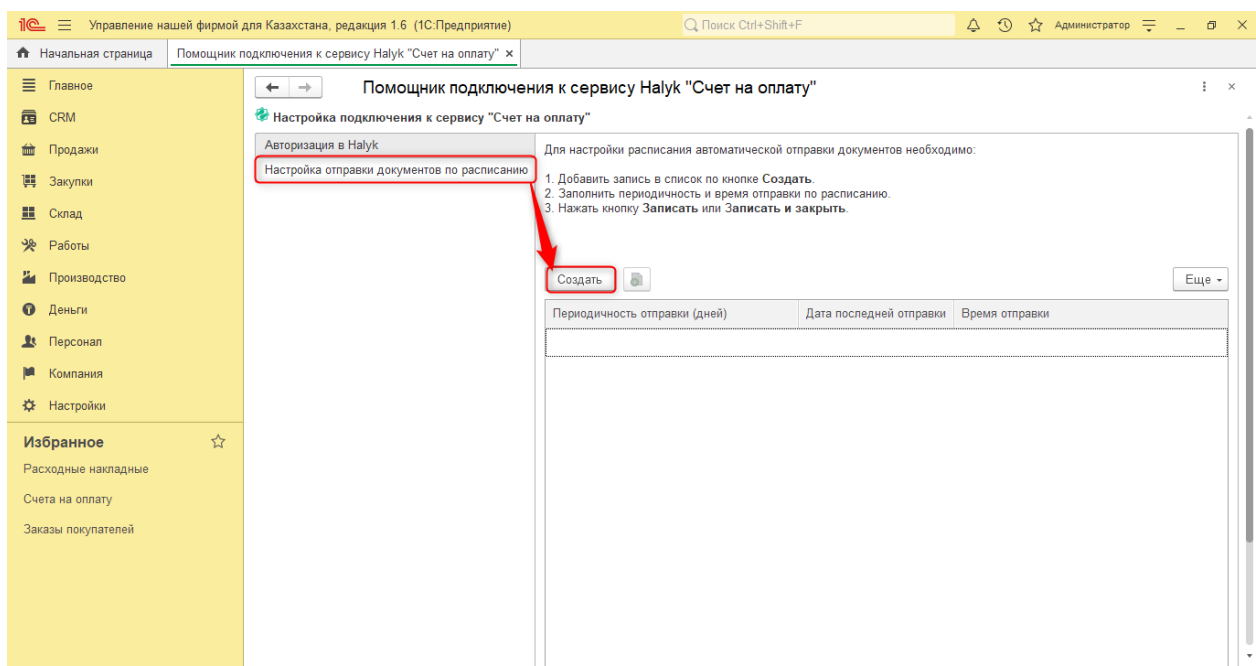 Управление нашей фирмой для Казахстана, редакция 1.6 (1С:Предприятие)
Поиск Ctrl+Shift+F
Администратор
Начальная страница
Помощник подключения к сервису Halyk "Счет на оплату" ×
Главное
CRM
Продажи
Закупки
Склад
Работы
Производство
Деньги
Персонал
Компания
Настройки
Избранное
Расходные накладные
Счета на оплату
Заказы покупателей
Помощник подключения к сервису Halyk "Счет на оплату"
Настройка подключения к сервису "Счет на оплату"
Авторизация в Halyk
Настройка отправки документов по расписанию
Для настройки расписания автоматической отправки документов необходимо:
1. Добавить запись в список по кнопке Создать.
2. Заполнить периодичность и время отправки по расписанию.
3. Нажать кнопку Записать или Записать и закрыть.
Создать
Еще
Периодичность отправки (дней)
Дата последней отправки
Время отправки